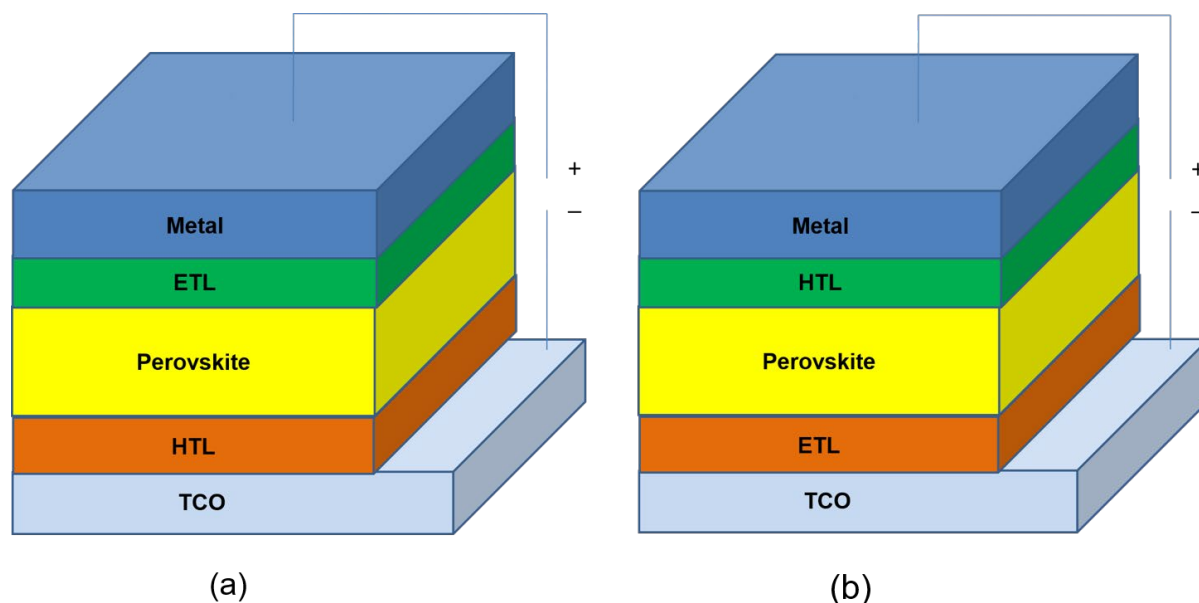 +
–
Metal
ETL
Perovskite
HTL
TCO
(a)
+
–
Metal
HTL
Perovskite
ETL
TCO
(b)